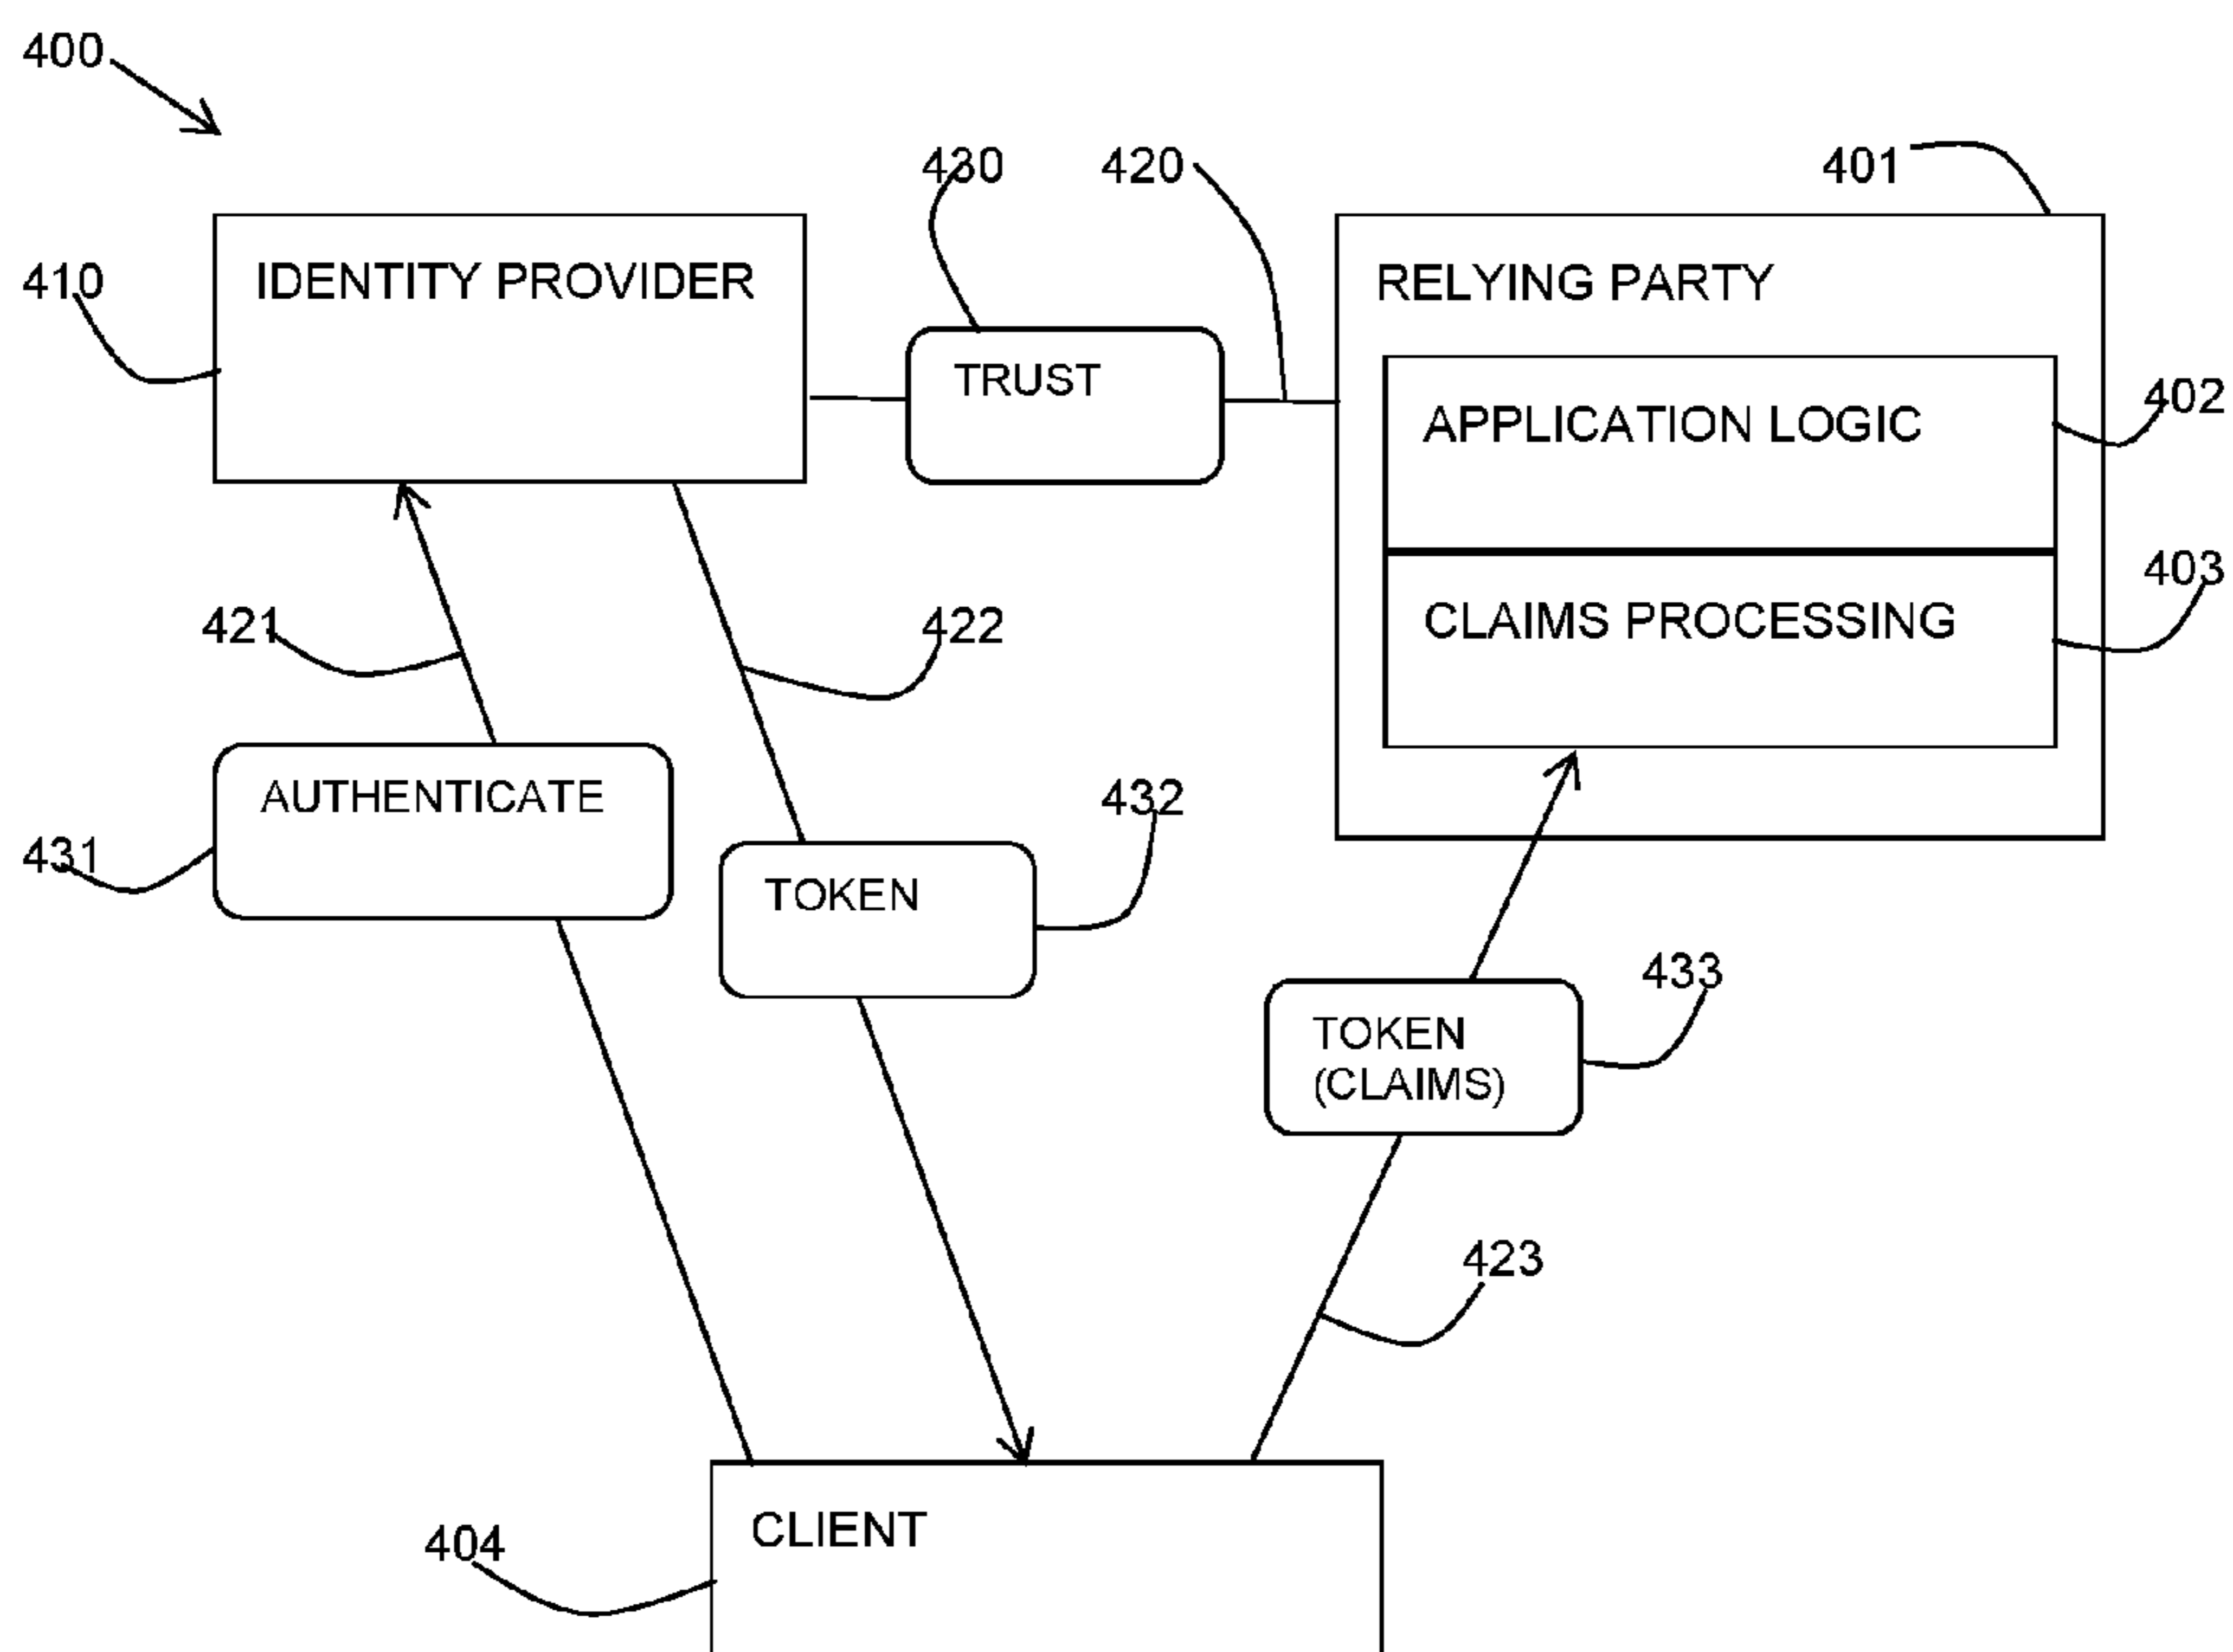 400
430
420
401
410
IDENTITY PROVIDER
RELYING PARTY
TRUST
402
APPLICATION LOGIC
403
CLAIMS PROCESSING
421
422
AUTHENTICATE
432
431
TOKEN
433
TOKEN
(CLAIMS)
423
CLIENT
404